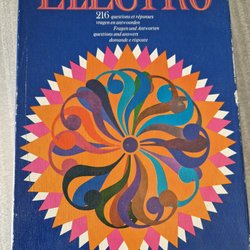 ELECTRO
216 questions et réponses
vragen en antwoorden
Fragen und Antworten
questions and answers
domande e risposte